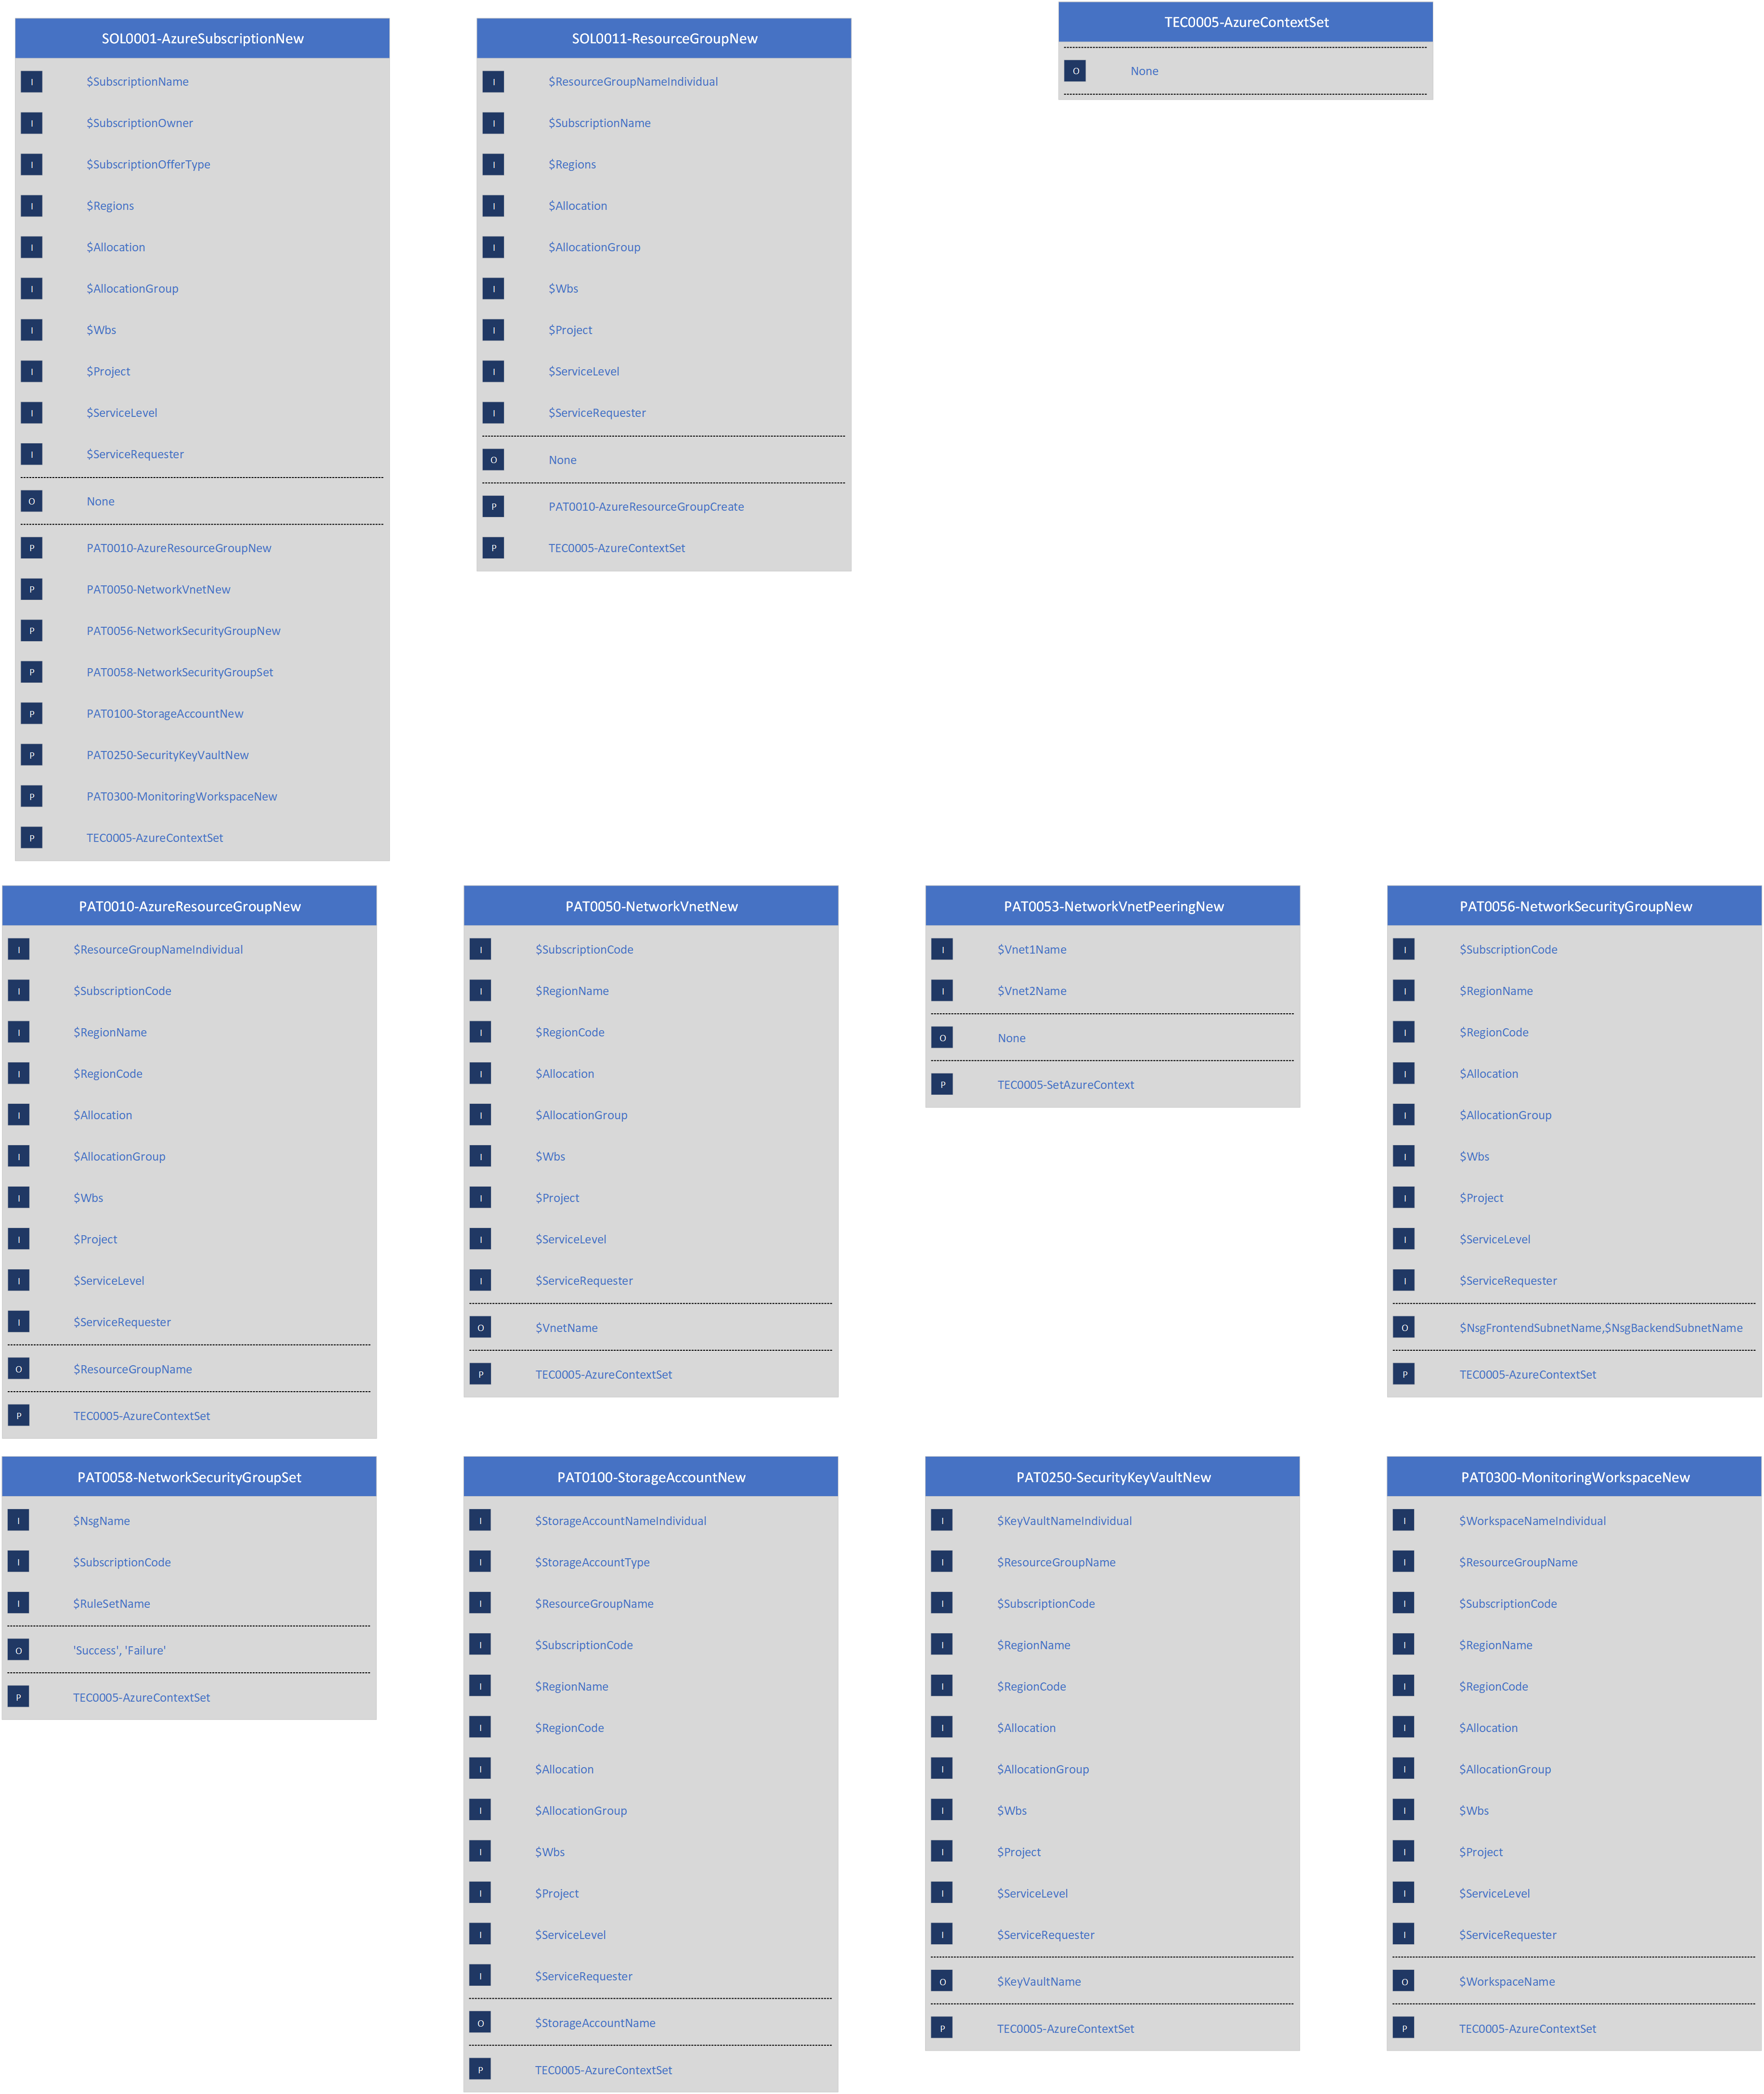 SOL0001-AzureSubscriptionNew
I $SubscriptionName
I $SubscriptionOwner
I $SubscriptionOfferType
I $Regions
I $Allocation
I $AllocationGroup
I $Wbs
I $Project
I $ServiceLevel
I $ServiceRequester
O None
P PAT0010-AzureResourceGroupNew
P PAT0050-NetworkVnetNew
P PAT0056-NetworkSecurityGroupNew
P PAT0058-NetworkSecurityGroupSet
P PAT0100-StorageAccountNew
P PAT0250-SecurityKeyVaultNew
P PAT0300-MonitoringWorkspaceNew
P TEC0005-AzureContextSet
SOL0011-ResourceGroupNew
I $ResourceGroupNameIndividual
I $SubscriptionName
I $Regions
I $Allocation
I $AllocationGroup
I $Wbs
I $Project
I $ServiceLevel
I $ServiceRequester
O None
P PAT0010-AzureResourceGroupCreate
P TEC0005-AzureContextSet
TEC0005-AzureContextSet
O None
PAT0010-AzureResourceGroupNew
I $ResourceGroupNameIndividual
I $SubscriptionCode
I $RegionName
I $RegionCode
I $Allocation
I $AllocationGroup
I $Wbs
I $Project
I $ServiceLevel
I $ServiceRequester
O $ResourceGroupName
P TEC0005-AzureContextSet
PAT0050-NetworkVnetNew
I $SubscriptionCode
I $RegionName
I $RegionCode
I $Allocation
I $AllocationGroup
I $Wbs
I $Project
I $ServiceLevel
I $ServiceRequester
O $VnetName
P TEC0005-AzureContextSet
PAT0053-NetworkVnetPeeringNew
I $Vnet1Name
I $Vnet2Name
O None
P TEC0005-SetAzureContext
PAT0056-NetworkSecurityGroupNew
I $SubscriptionCode
I $RegionName
I $RegionCode
I $Allocation
I $AllocationGroup
I $Wbs
I $Project
I $ServiceLevel
I $ServiceRequester
O $NsgFrontendSubnetName,$NsgBackendSubnetName
P TEC0005-AzureContextSet
PAT0058-NetworkSecurityGroupSet
I $NsgName
I $SubscriptionCode
I $RuleSetName
O 'Success', 'Failure'
P TEC0005-AzureContextSet
PAT0100-StorageAccountNew
I $StorageAccountNameIndividual
I $StorageAccountType
I $ResourceGroupName
I $SubscriptionCode
I $RegionName
I $RegionCode
I $Allocation
I $AllocationGroup
I $Wbs
I $Project
I $ServiceLevel
I $ServiceRequester
O $StorageAccountName
P TEC0005-AzureContextSet
PAT0250-SecurityKeyVaultNew
I $KeyVaultNameIndividual
I $ResourceGroupName
I $SubscriptionCode
I $RegionName
I $RegionCode
I $Allocation
I $AllocationGroup
I $Wbs
I $Project
I $ServiceLevel
I $ServiceRequester
O $KeyVaultName
P TEC0005-AzureContextSet
PAT0300-MonitoringWorkspaceNew
I $WorkspaceNameIndividual
I $ResourceGroupName
I $SubscriptionCode
I $RegionName
I $RegionCode
I $Allocation
I $AllocationGroup
I $Wbs
I $Project
I $ServiceLevel
I $ServiceRequester
O $WorkspaceName
P TEC0005-AzureContextSet